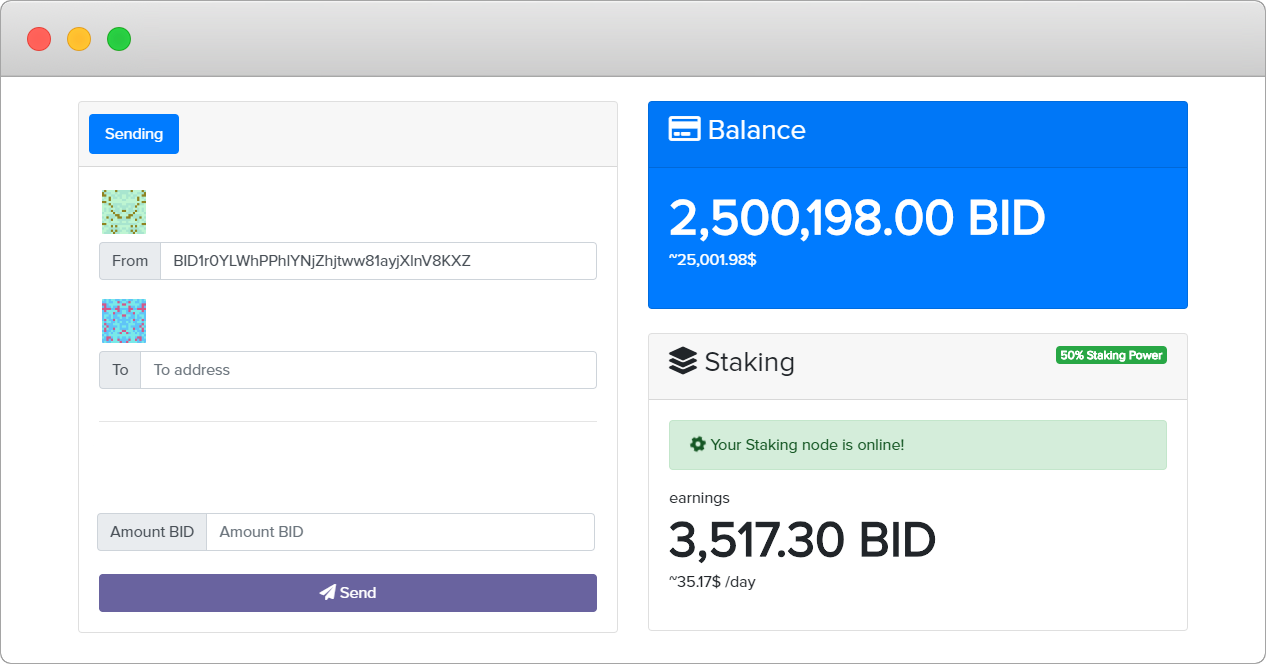 Sending
From BID1r0YLWhPPhlYNjZhjtww81ayjXlnV8KXZ
To To address
Amount BID Amount BID
Send
Balance
2,500,198.00 BID
~25,001.98$
Staking 50% Staking Power
Your Staking node is online!
earnings
3,517.30 BID
~35.17$ /day